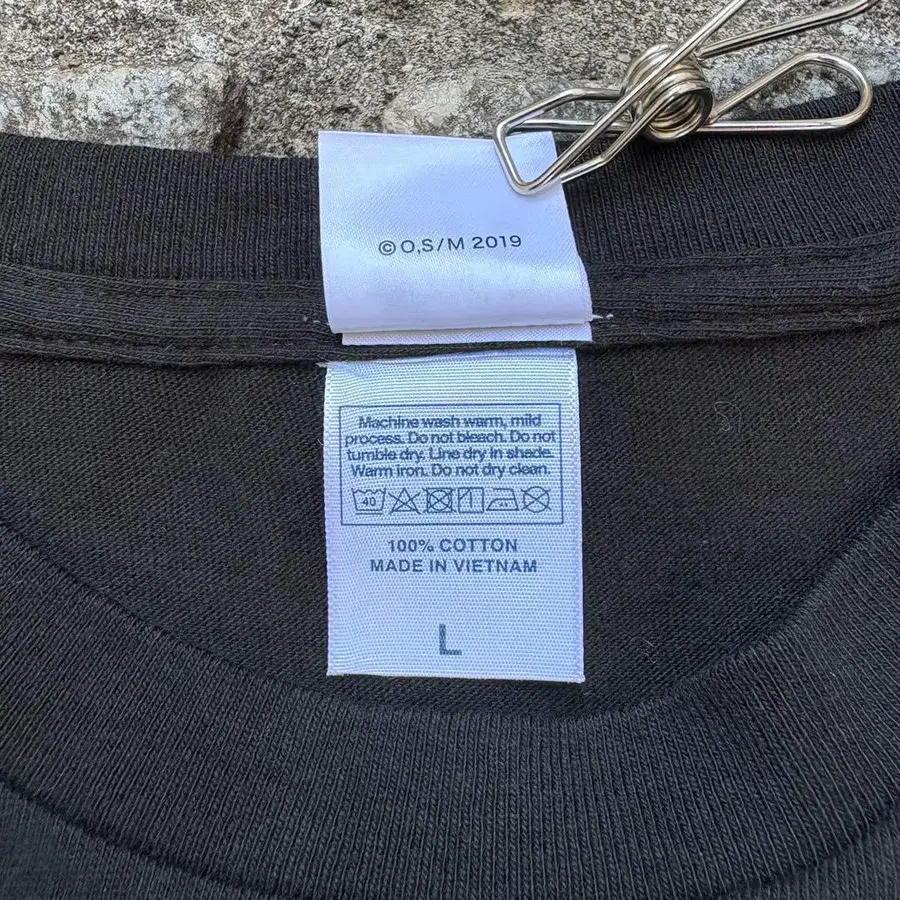 ©O,S/M 2019
Machine wash warm, mild
process. Do not bleach. Do not
tumble dry. Line dry in shade.
Warm iron. Do not dry clean.
40
100% COTTON
MADE IN VIETNAM
L